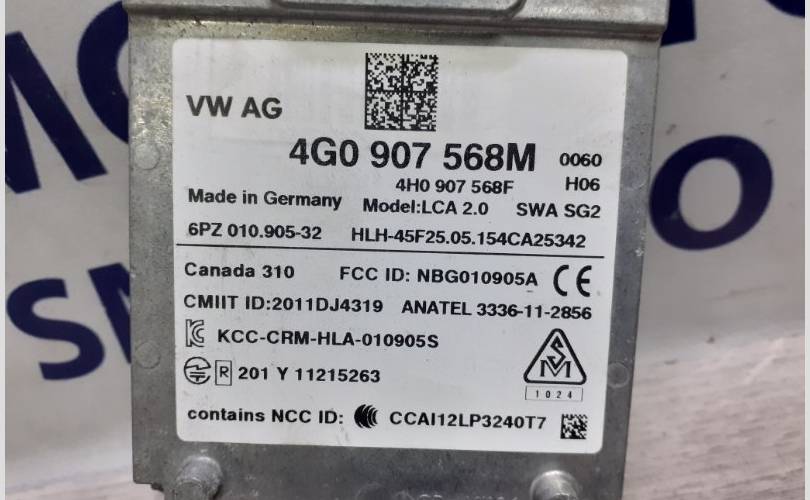 VW AG
4G0 907 568M 0060
4H0 907 568F H06
Made in Germany Model:LCA 2.0 SWA SG2
6PZ 010.905-32 HLH-45F25.05.154CA25342
Canada 310 FCC ID: NBG010905A CE
CMIIT ID:2011DJ4319 ANATEL 3336-11-2856
KCC-CRM-HLA-010905S
R 201 Y 11215263
1024
contains NCC ID: CCAI12LP3240T7